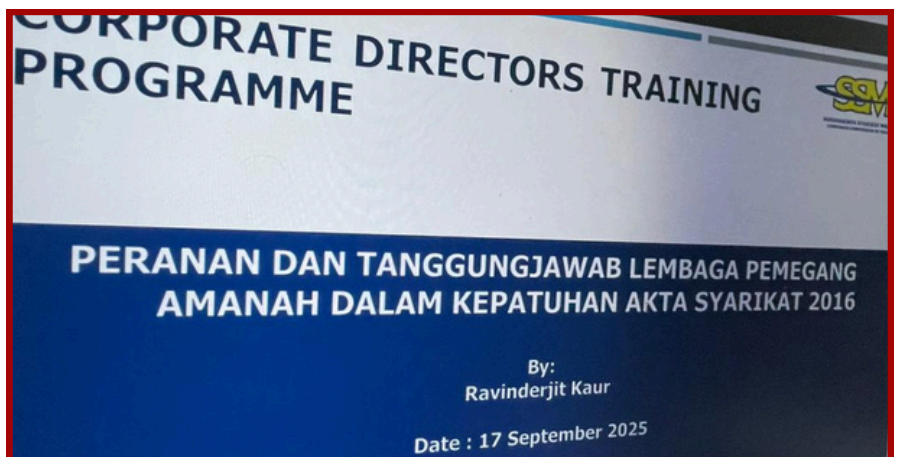 CORPORATE DIRECTORS TRAINING
PROGRAMME
SSM
PERANAN DAN TANGGUNGJAWAB LEMBAGA PEMEGANG
AMANAH DALAM KEPATUHAN AKTA SYARIKAT 2016
By:
Ravinderjit Kaur
Date : 17 September 2025